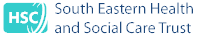 HSC
South Eastern Health
and Social Care Trust